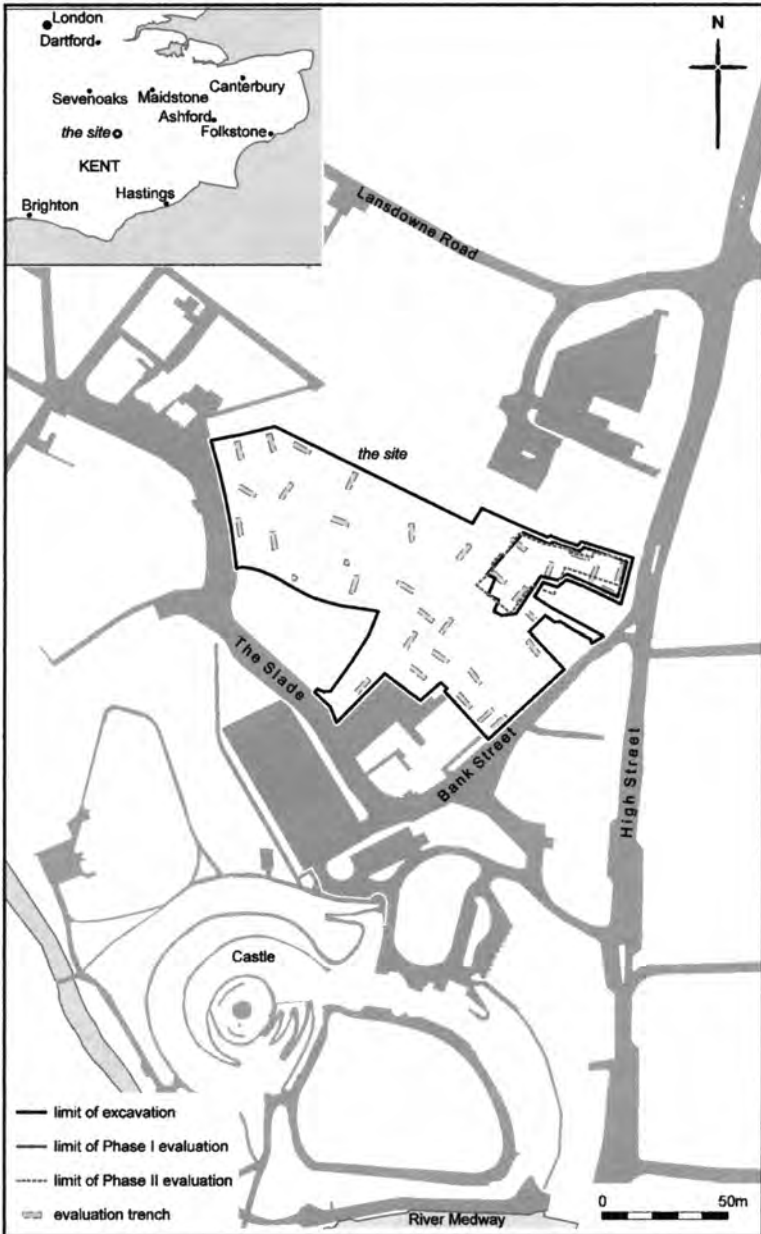 London
Dartford
Sevenoaks
Maidstone
Canterbury
Ashford
the site
Folkstone
KENT
Hastings
Brighton
N
Lansdowne Road
the site
The Slade
Bank Street
High Street
Castle
limit of excavation
limit of Phase I evaluation
limit of Phase II evaluation
evaluation trench
River Medway
0 50m